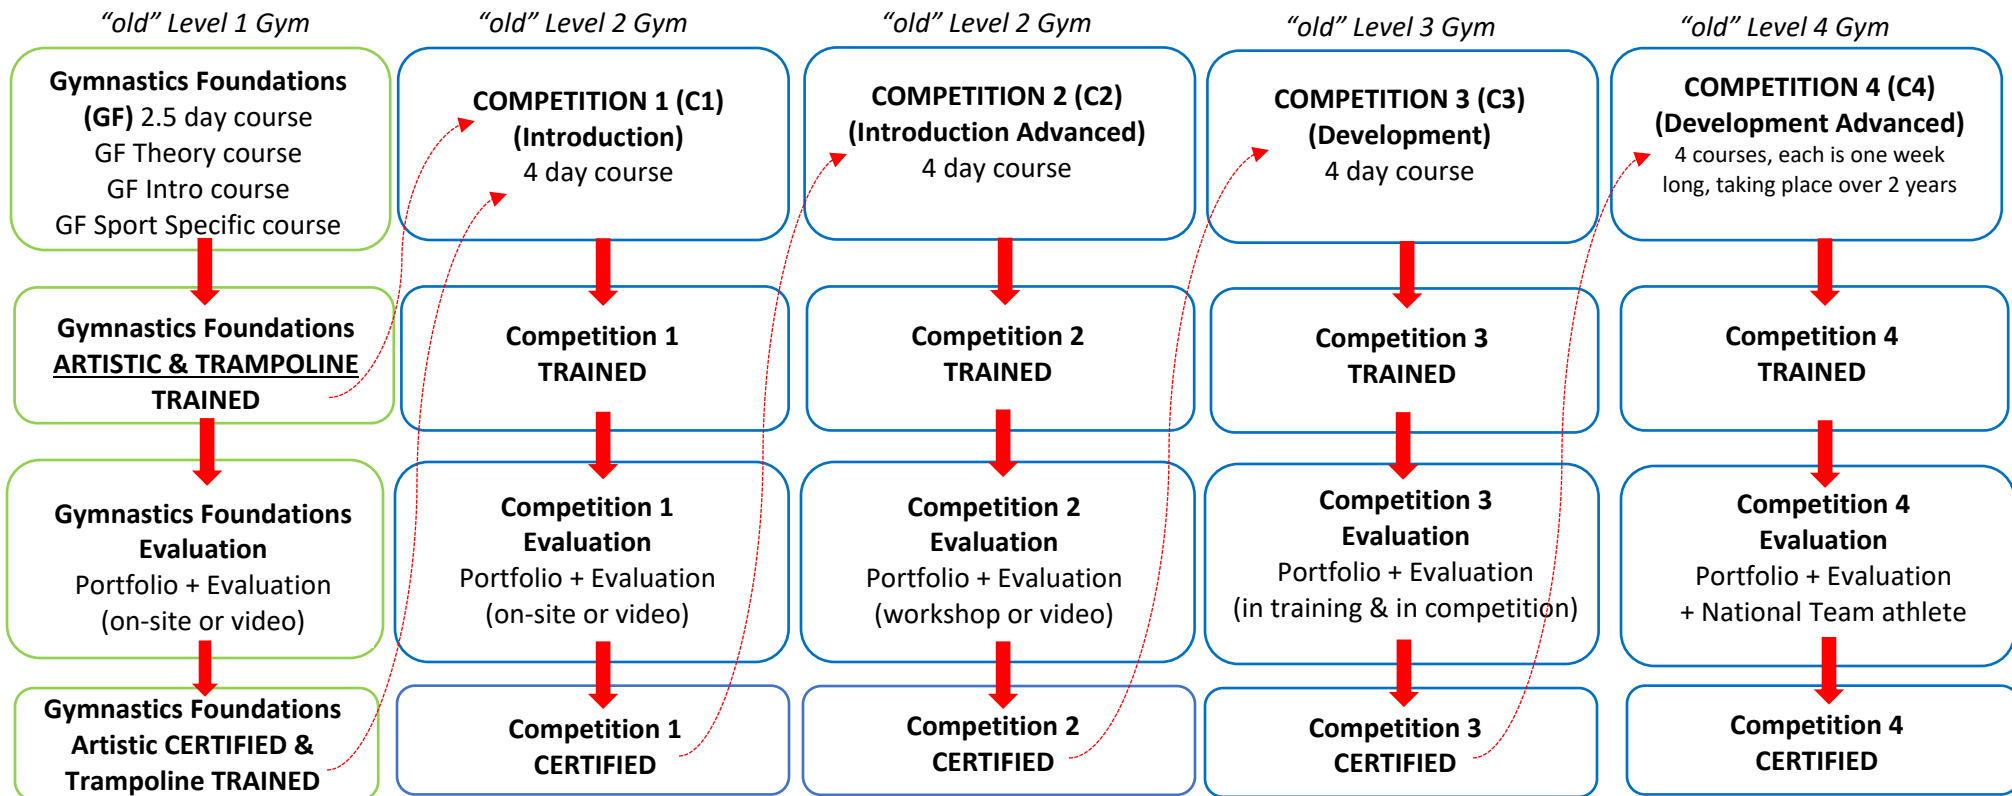 “old” Level 1 Gym
Gymnastics Foundations
(GF) 2.5 day course
GF Theory course
GF Intro course
GF Sport Specific course
Gymnastics Foundations
ARTISTIC & TRAMPOLINE
TRAINED
Gymnastics Foundations
Evaluation
Portfolio + Evaluation
(on-site or video)
Gymnastics Foundations
Artistic CERTIFIED &
Trampoline TRAINED
“old” Level 2 Gym
COMPETITION 1 (C1)
(Introduction)
4 day course
Competition 1
TRAINED
Competition 1
Evaluation
Portfolio + Evaluation
(on-site or video)
Competition 1
CERTIFIED
“old” Level 2 Gym
COMPETITION 2 (C2)
(Introduction Advanced)
4 day course
Competition 2
TRAINED
Competition 2
Evaluation
Portfolio + Evaluation
(workshop or video)
Competition 2
CERTIFIED
“old” Level 3 Gym
COMPETITION 3 (C3)
(Development)
4 day course
Competition 3
TRAINED
Competition 3
Evaluation
Portfolio + Evaluation
(in training & in competition)
Competition 3
CERTIFIED
“old” Level 4 Gym
COMPETITION 4 (C4)
(Development Advanced)
4 courses, each is one week
long, taking place over 2 years
Competition 4
TRAINED
Competition 4
Evaluation
Portfolio + Evaluation
+ National Team athlete
Competition 4
CERTIFIED